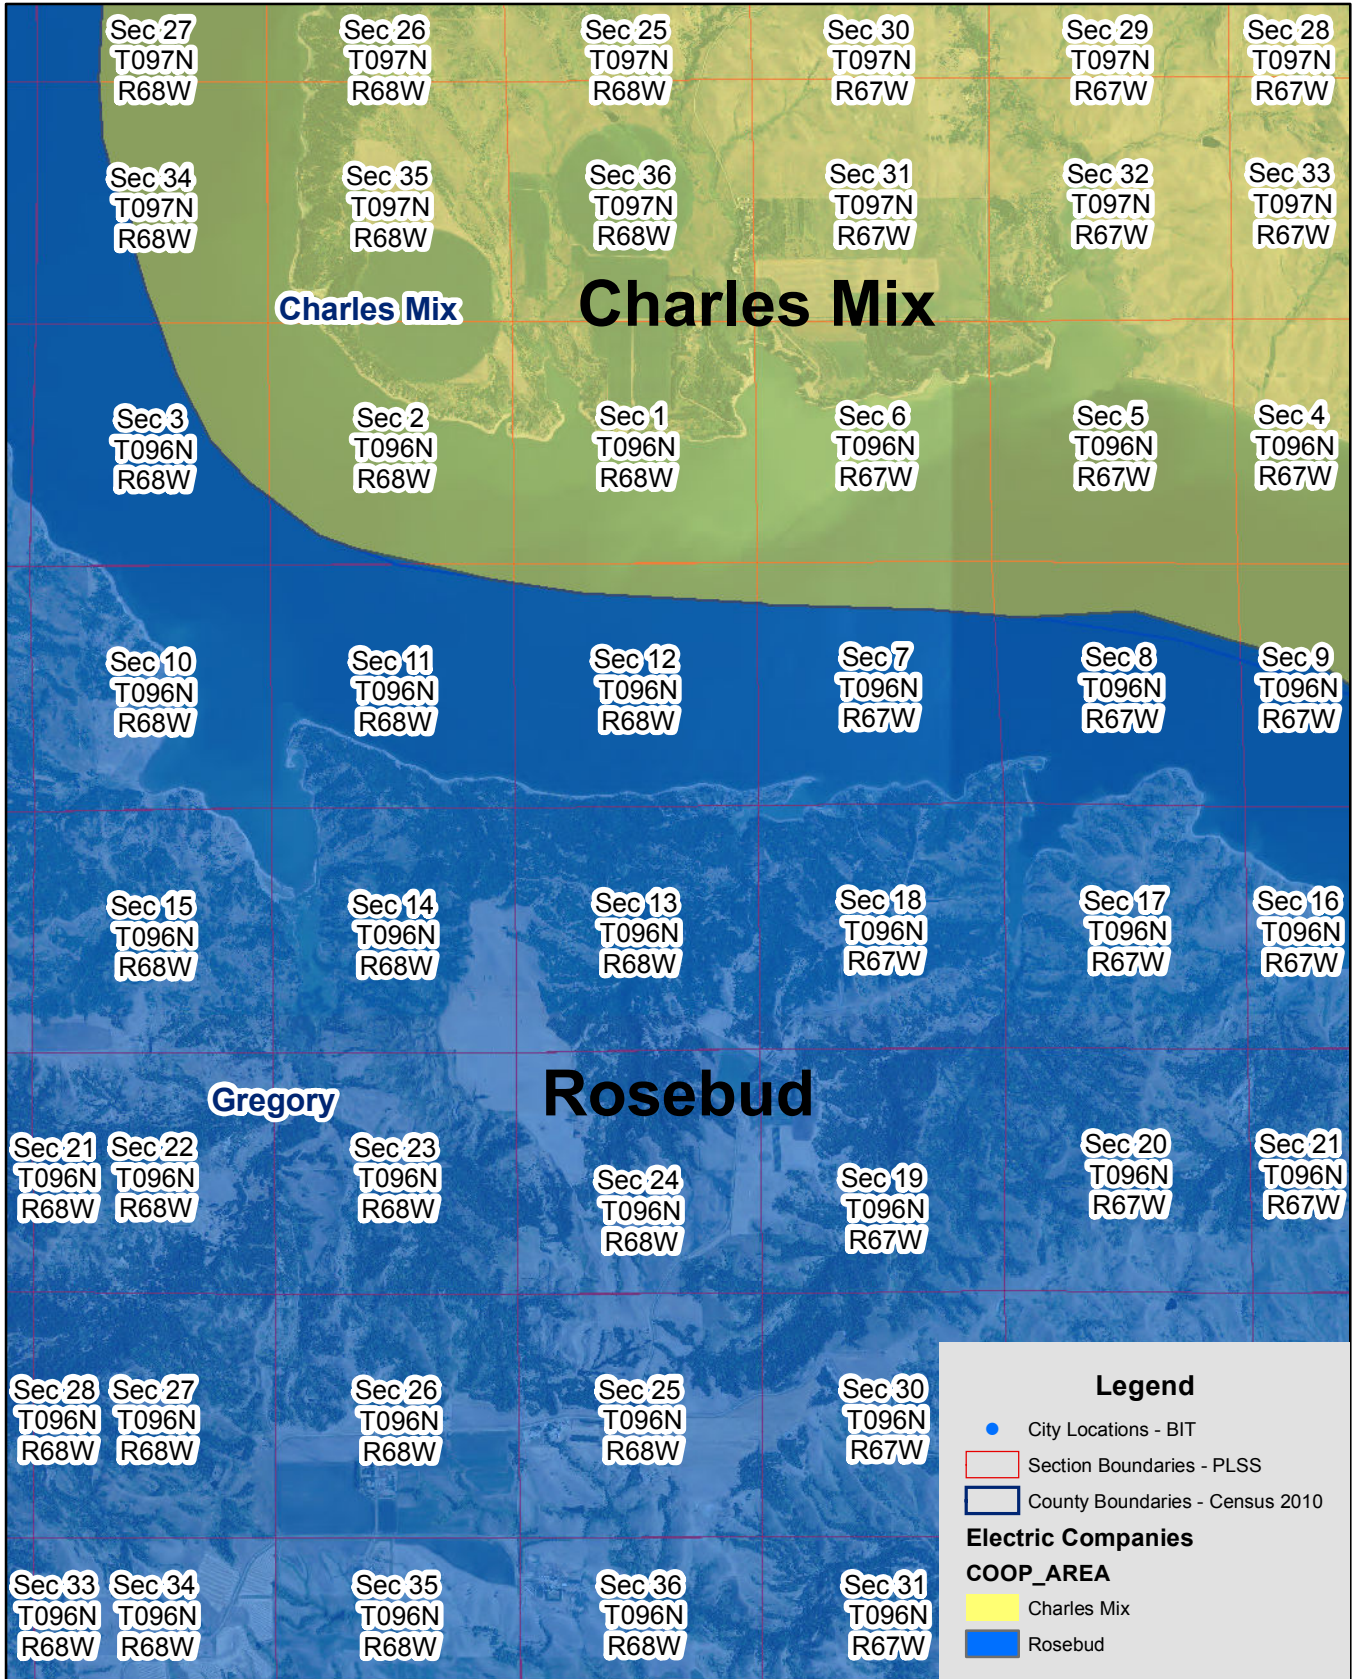 Sec 27
T097N
R68W
Sec 26
T097N
R68W
Sec 25
T097N
R68W
Sec 30
T097N
R67W
Sec 29
T097N
R67W
Sec 28
T097N
R67W
Sec 34
T097N
R68W
Sec 35
T097N
R68W
Sec 36
T097N
R68W
Sec 31
T097N
R67W
Sec 32
T097N
R67W
Sec 33
T097N
R67W
Charles Mix
Charles Mix
Sec 3
T096N
R68W
Sec 2
T096N
R68W
Sec 1
T096N
R68W
Sec 6
T096N
R67W
Sec 5
T096N
R67W
Sec 4
T096N
R67W
Sec 10
T096N
R68W
Sec 11
T096N
R68W
Sec 12
T096N
R68W
Sec 7
T096N
R67W
Sec 8
T096N
R67W
Sec 9
T096N
R67W
Sec 15
T096N
R68W
Sec 14
T096N
R68W
Sec 13
T096N
R68W
Sec 18
T096N
R67W
Sec 17
T096N
R67W
Sec 16
T096N
R67W
Gregory
Rosebud
Sec 21
T096N
R68W
Sec 22
T096N
R68W
Sec 23
T096N
R68W
Sec 24
T096N
R68W
Sec 19
T096N
R67W
Sec 20
T096N
R67W
Sec 21
T096N
R67W
Sec 28
T096N
R68W
Sec 27
T096N
R68W
Sec 26
T096N
R68W
Sec 25
T096N
R68W
Sec 30
T096N
R67W
Sec 33
T096N
R68W
Sec 34
T096N
R68W
Sec 35
T096N
R68W
Sec 36
T096N
R68W
Sec 31
T096N
R67W
Legend
City Locations - BIT
Section Boundaries - PLSS
County Boundaries - Census 2010
Electric Companies
COOP_AREA
Charles Mix
Rosebud